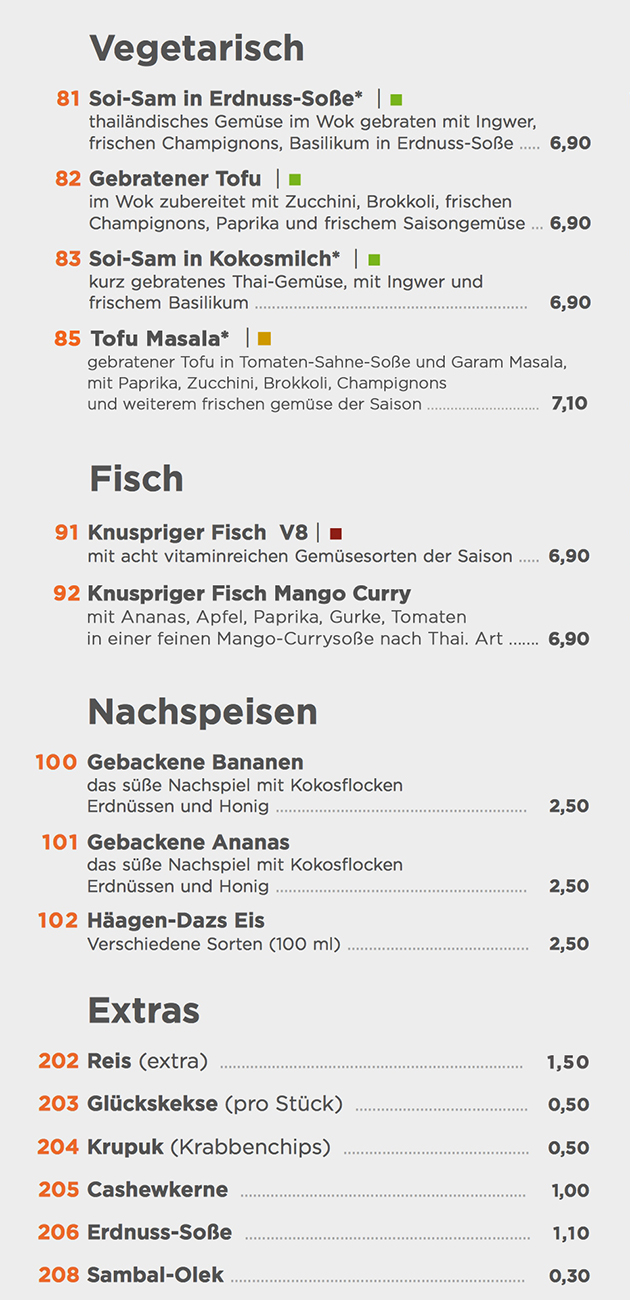 Vegetarisch
81 Soi-Sam in Erdnuss-Soße* |
thailändisches Gemüse im Wok gebraten mit Ingwer,
frischen Champignons, Basilikum in Erdnuss-Soße ..... 6,90
82 Gebratener Tofu |
im Wok zubereitet mit Zucchini, Brokkoli, frischen
Champignons, Paprika und frischem Saisongemüse ... 6,90
83 Soi-Sam in Kokosmilch* |
kurz gebratenes Thai-Gemüse, mit Ingwer und
frischem Basilikum ........................................................ 6,90
85 Tofu Masala* |
gebratener Tofu in Tomaten-Sahne-Soße und Garam Masala,
mit Paprika, Zucchini, Brokkoli, Champignons
und weiterem frischen gemüse der Saison ........................... 7,10
Fisch
91 Knuspriger Fisch V8 |
mit acht vitaminreichen Gemüsesorten der Saison ..... 6,90
92 Knuspriger Fisch Mango Curry
mit Ananas, Apfel, Paprika, Gurke, Tomaten
in einer feinen Mango-Currysoße nach Thai. Art ....... 6,90
Nachspeisen
100 Gebackene Bananen
das süße Nachspiel mit Kokosflocken
Erdnüssen und Honig .................................................... 2,50
101 Gebackene Ananas
das süße Nachspiel mit Kokosflocken
Erdnüssen und Honig .................................................... 2,50
102 Häagen-Dazs Eis
Verschiedene Sorten (100 ml) ..................................... 2,50
Extras
202 Reis (extra) .............................................................. 1,50
203 Glückskekse (pro Stück) ................................... 0,50
204 Krupuk (Krabbenchips) ...................................... 0,50
205 Cashewkerne .......................................................... 1,00
206 Erdnuss-Soße .......................................................... 1,10
208 Sambal-Olek ............................................................ 0,30